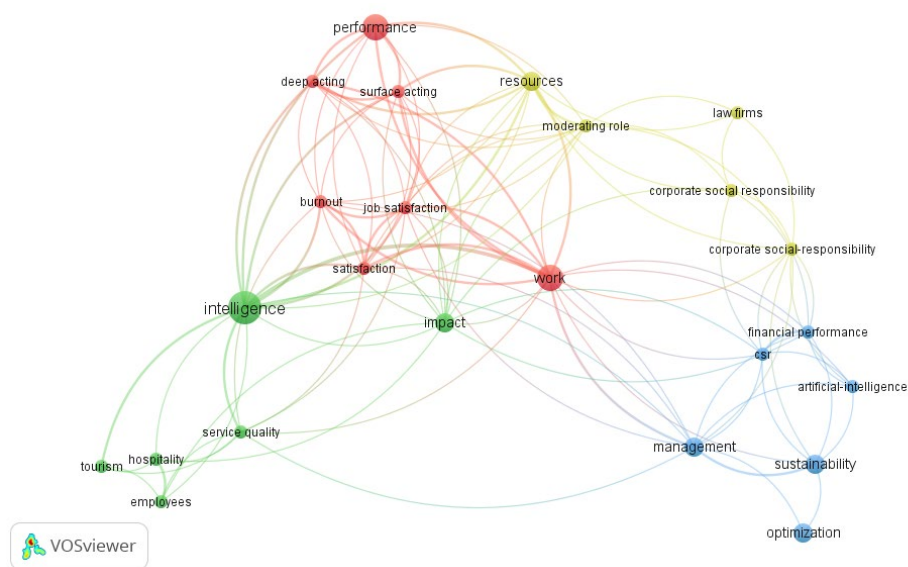 performance
deep acting
surface acting
resources
moderating role
law firms
corporate social responsibility
burnout
job satisfaction
corporate social-responsibility
satisfaction
work
intelligence
impact
financial performance
csr
artificial-intelligence
service quality
management
hospitality
tourism
sustainability
employees
optimization
VOSviewer